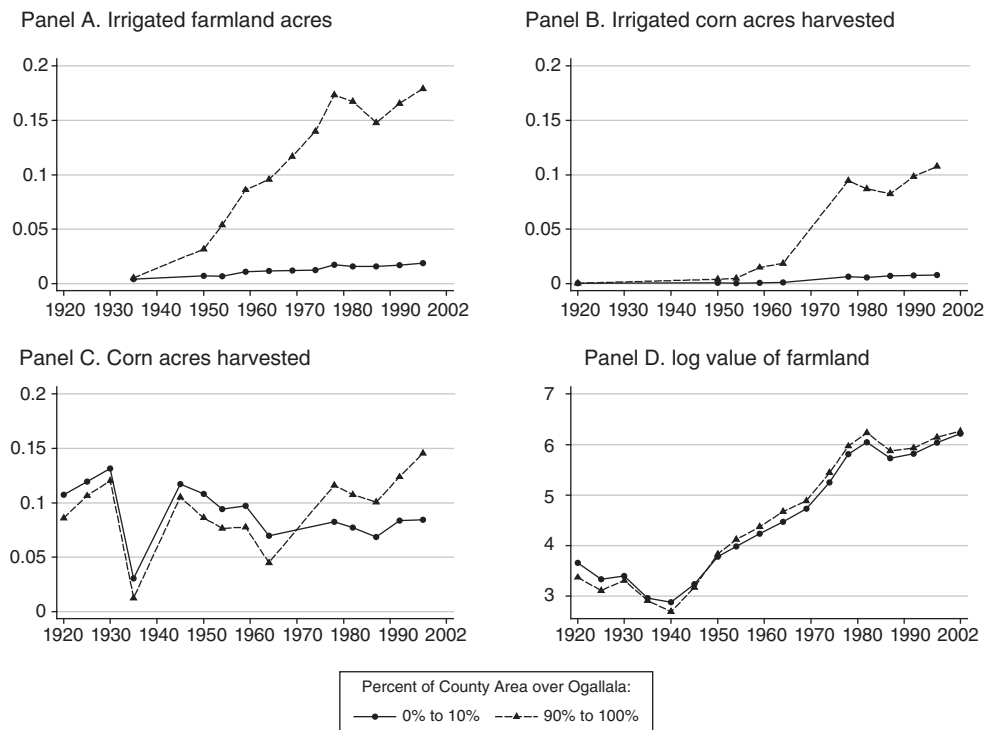 Panel A. Irrigated farmland acres
0.2
0.15
0.1
0.05
0
1920 1930 1940 1950 1960 1970 1980 1990 2002
Panel B. Irrigated corn acres harvested
0.2
0.15
0.1
0.05
0
1920 1930 1940 1950 1960 1970 1980 1990 2002
Panel C. Corn acres harvested
0.2
0.15
0.1
0.05
0
1920 1930 1940 1950 1960 1970 1980 1990 2002
Panel D. log value of farmland
7
6
5
4
3
1920 1930 1940 1950 1960 1970 1980 1990 2002
Percent of County Area over Ogallala:
0% to 10% 90% to 100%